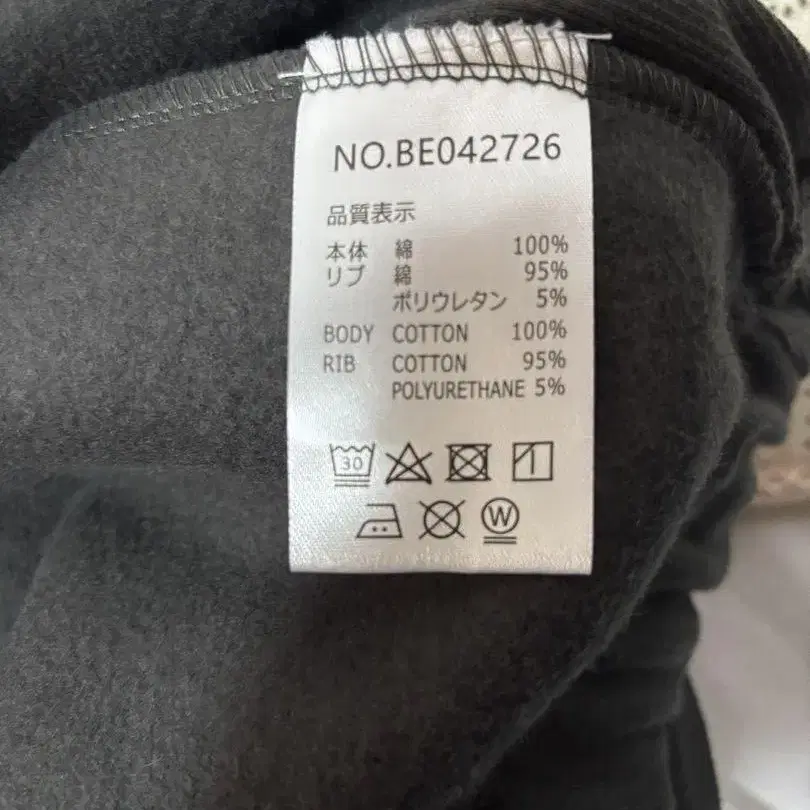 NO.BE042726
品質表示
本体 綿 100%
リブ 綿 95%
ポリウレタン 5%
BODY COTTON 100%
RIB COTTON 95%
POLYURETHANE 5%
30
W